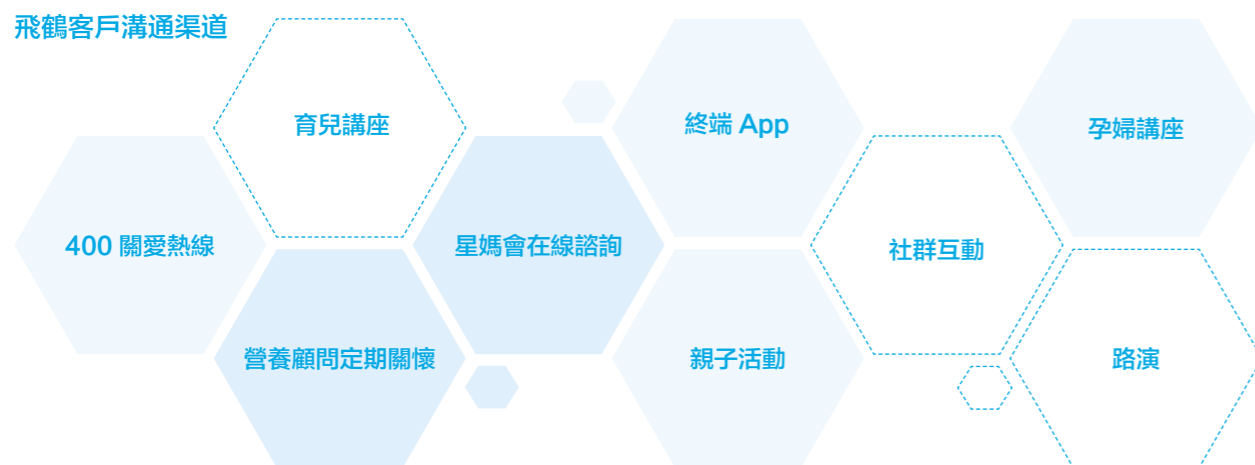 飛鶴客戶溝通渠道
育兒講座
終端 App
孕婦講座
400 關愛熱線
星媽會在線諮詢
社群互動
營養顧問定期關懷
親子活動
路演